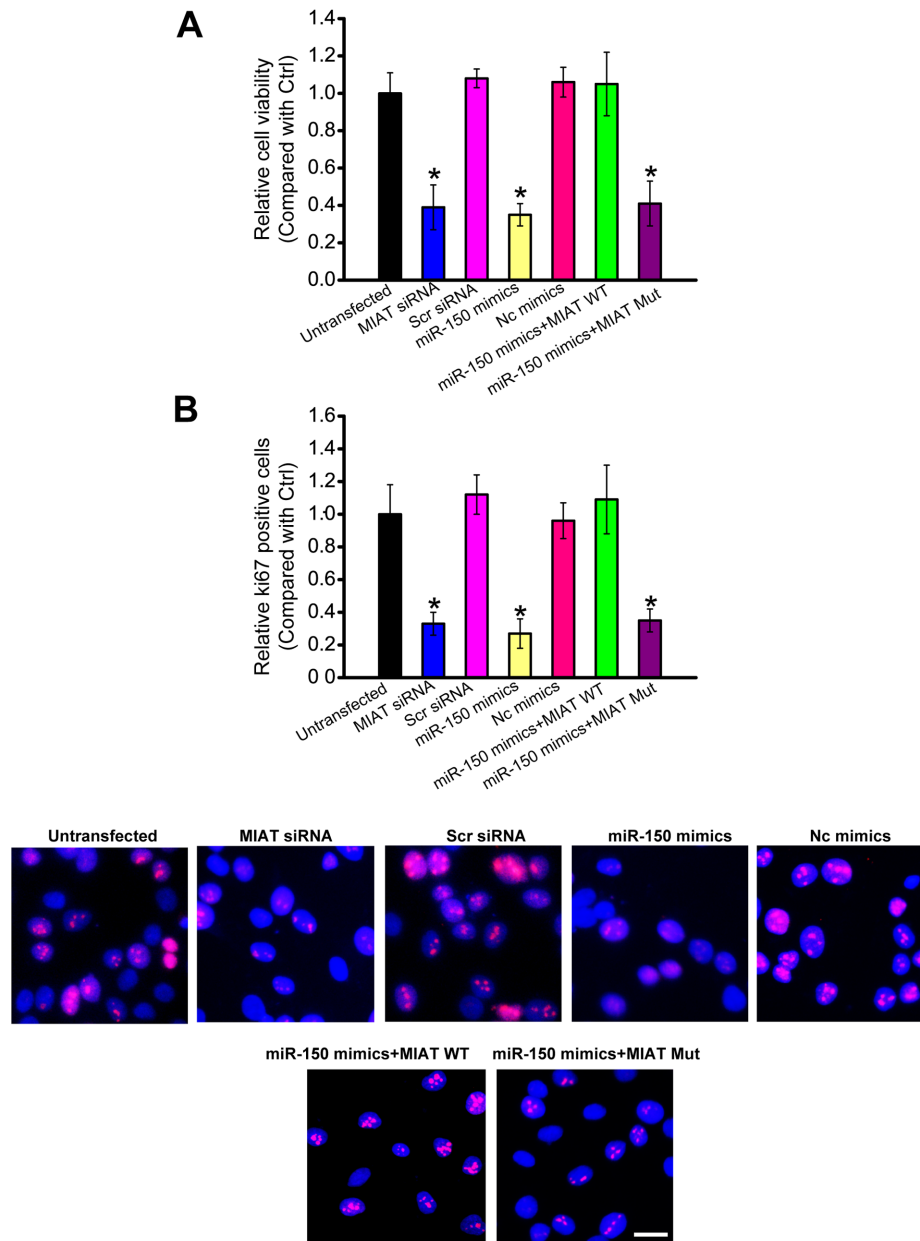 A
Relative cell viability
(Compared with Ctrl)
1.4
1.2
1.0
0.8
0.6
0.4
0.2
0.0
*
*
*
Untransfected
MIAT siRNA
Scr siRNA
miR-150 mimics
Nc mimics
miR-150 mimics+MIAT WT
miR-150 mimics+MIAT Mut
B
Relative ki67 positive cells
(Compared with Ctrl)
1.6
1.4
1.2
1.0
0.8
0.6
0.4
0.2
0 0
*
*
*
Untransfected
MIAT siRNA
Scr siRNA
miR-150 mimics
Nc mimics
miR-150 mimics+MIAT WT
miR-150 mimics+MIAT Mut
Untransfected
MIAT siRNA
Scr siRNA
miR-150 mimics
Nc mimics
miR-150 mimics+MIAT WT
miR-150 mimics+MIAT Mut